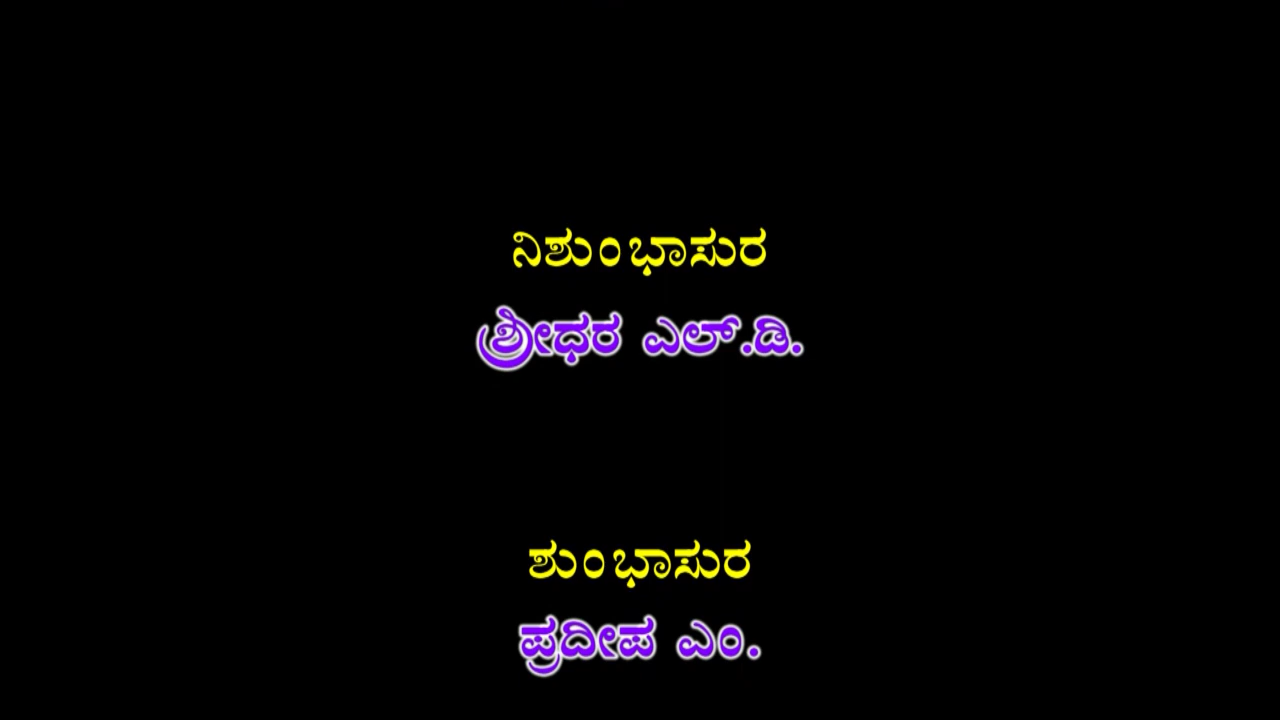 ನಿಶುಂಭಾಸುರ
ಶ್ರೀಧರ ಎಲ್.ಡಿ.
ಶುಂಭಾಸುರ
ಪ್ರದೀಪ ಎಂ.